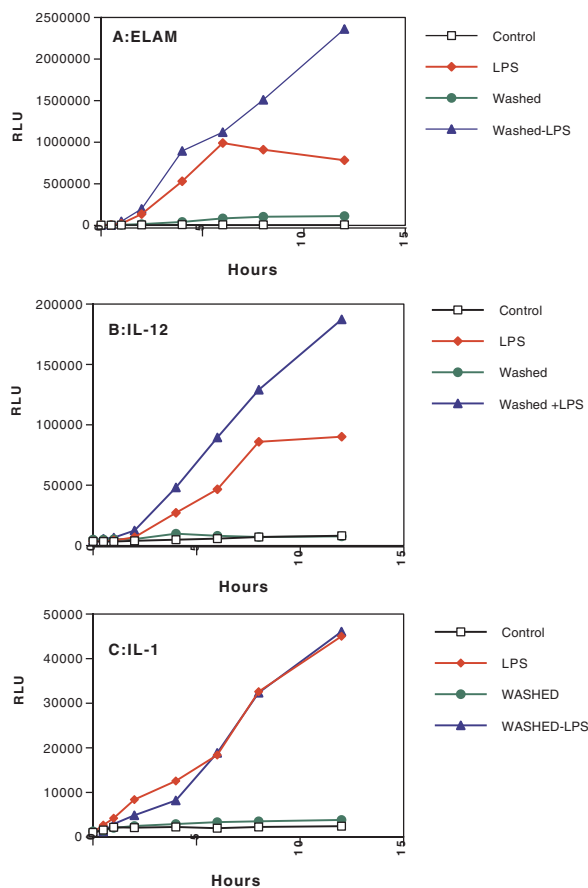 A:ELAM
RLU
2500000
2000000
1500000
1000000
500000
0
0
5
10
15
Hours
Control
LPS
Washed
Washed-LPS
B:IL-12
RLU
200000
150000
100000
50000
0
0
5
10
15
Hours
Control
LPS
Washed
Washed +LPS
C:IL-1
RLU
50000
40000
30000
20000
10000
0
0
5
10
15
Hours
Control
LPS
WASHED
WASHED-LPS